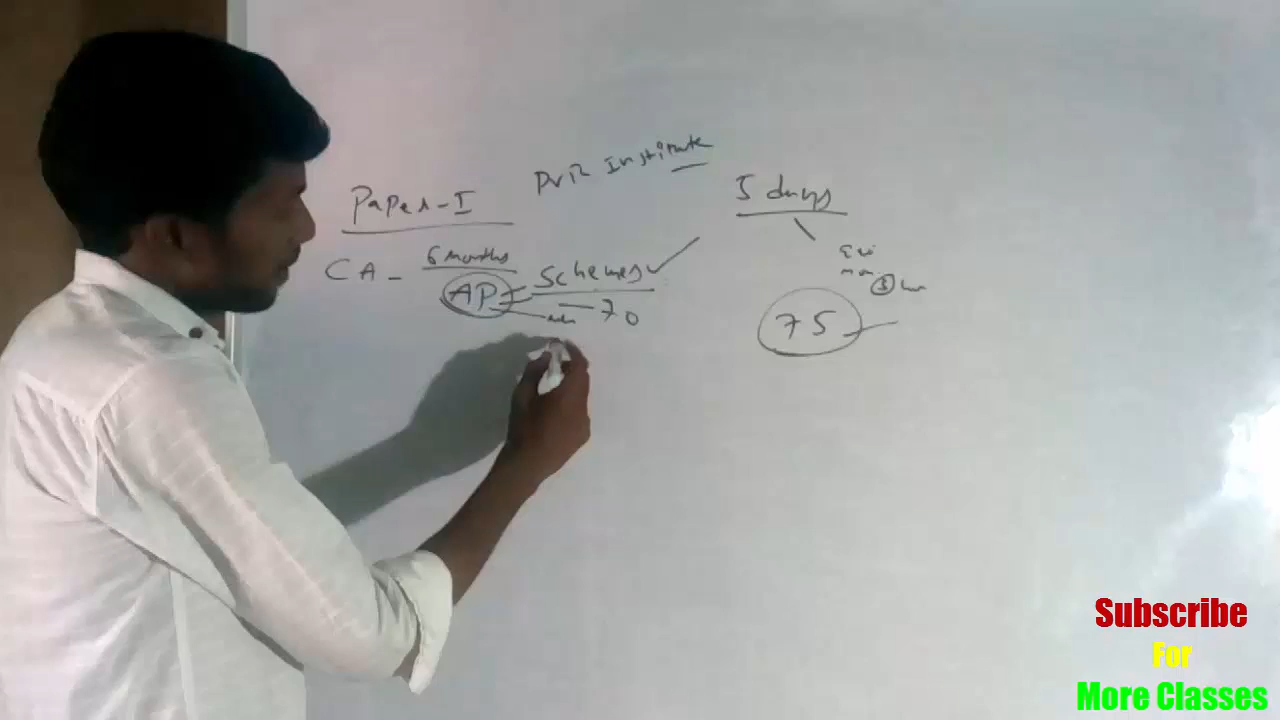 PVR Institute
Paper-I
5 days
CA - 6 months
AP Schemes
70
75
Subscribe
For
More Classes